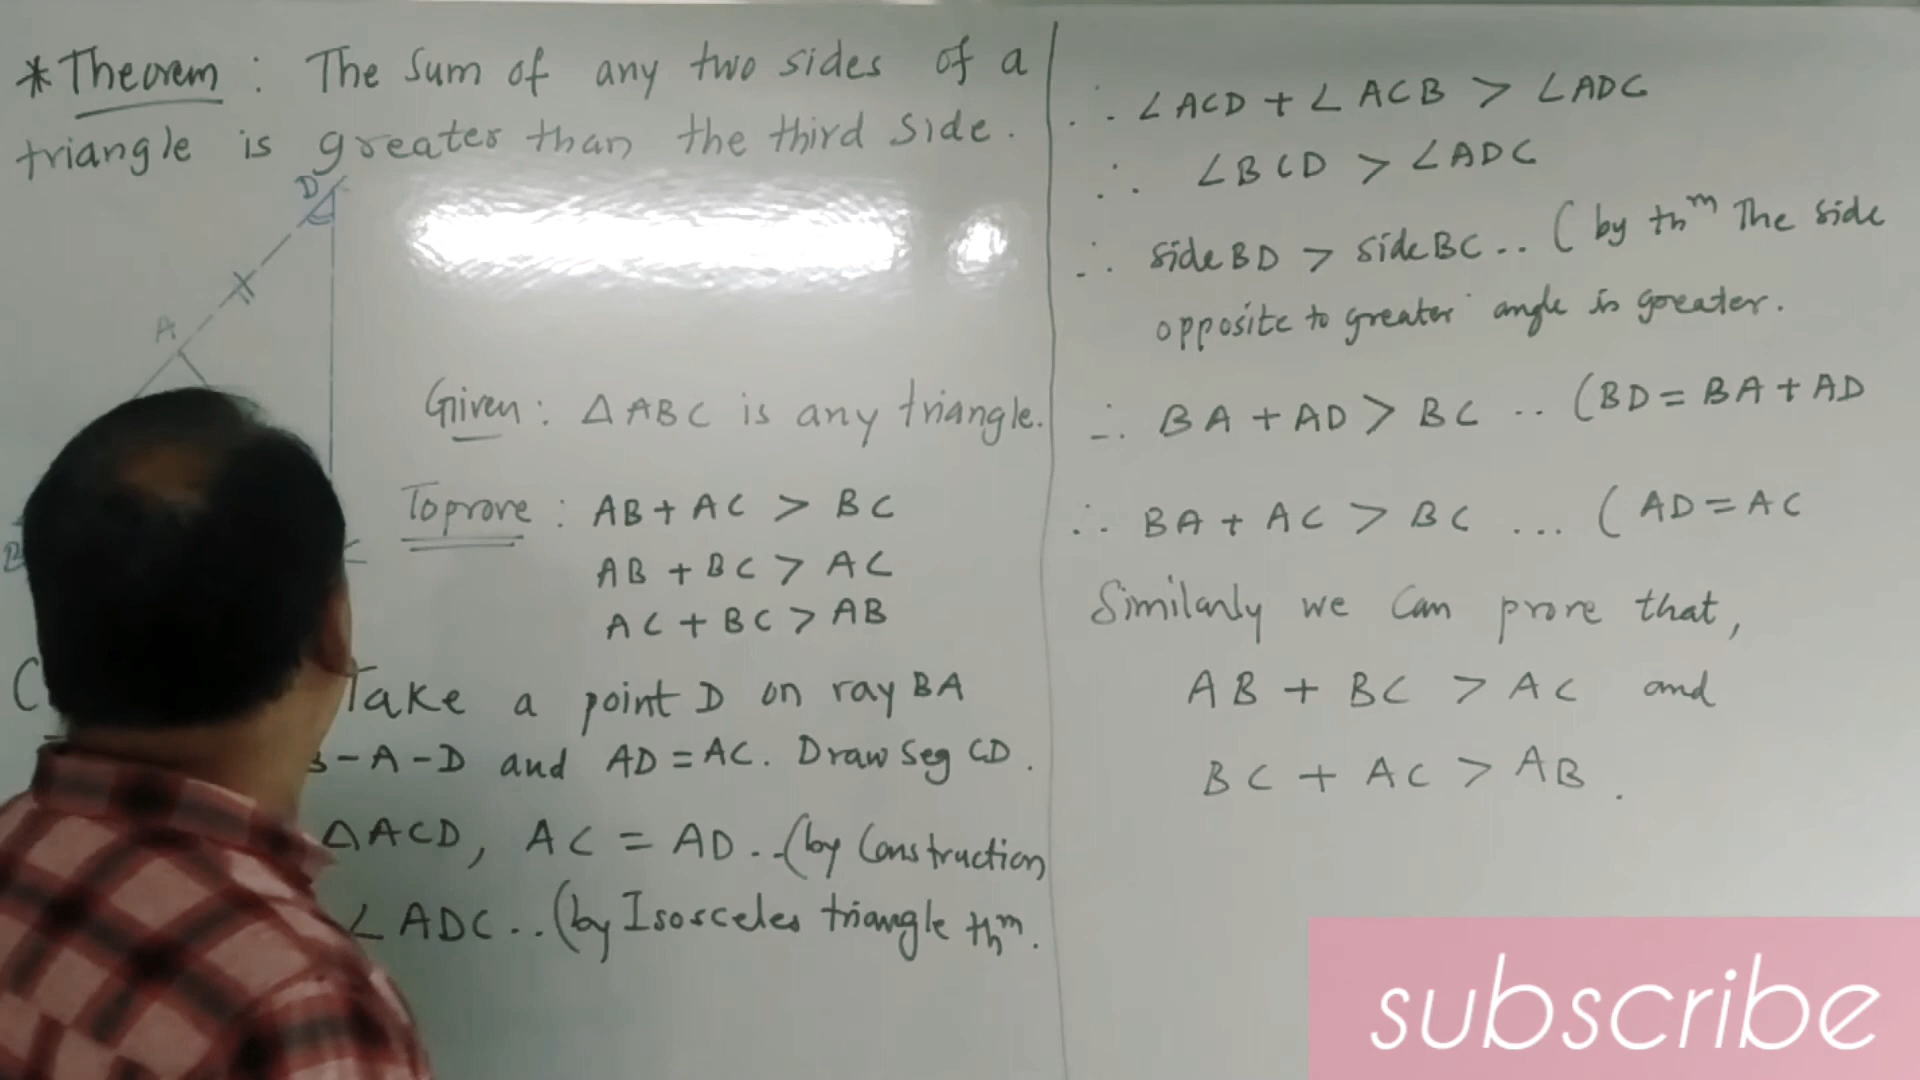 * Theorem : The Sum of any two sides of a
triangle is greater than the third side.
D
A
B
C
Given : △ABC is any triangle.
To prove : AB + AC > BC
AB + BC > AC
AC + BC > AB
Take a point D on ray BA
B-A-D and AD = AC. Draw seg CD.
△ACD, AC = AD ..(by Construction
∠ADC ..(by Isosceles triangle thm.
∴ ∠ACD + ∠ACB > ∠ADC
∴ ∠BCD > ∠ADC
∴ side BD > side BC .. (by thm The side
opposite to greater angle is greater.
∴ BA + AD > BC .. (BD = BA + AD
∴ BA + AC > BC ... (AD = AC
Similarly we can prove that,
AB + BC > AC and
BC + AC > AB.
subscribe